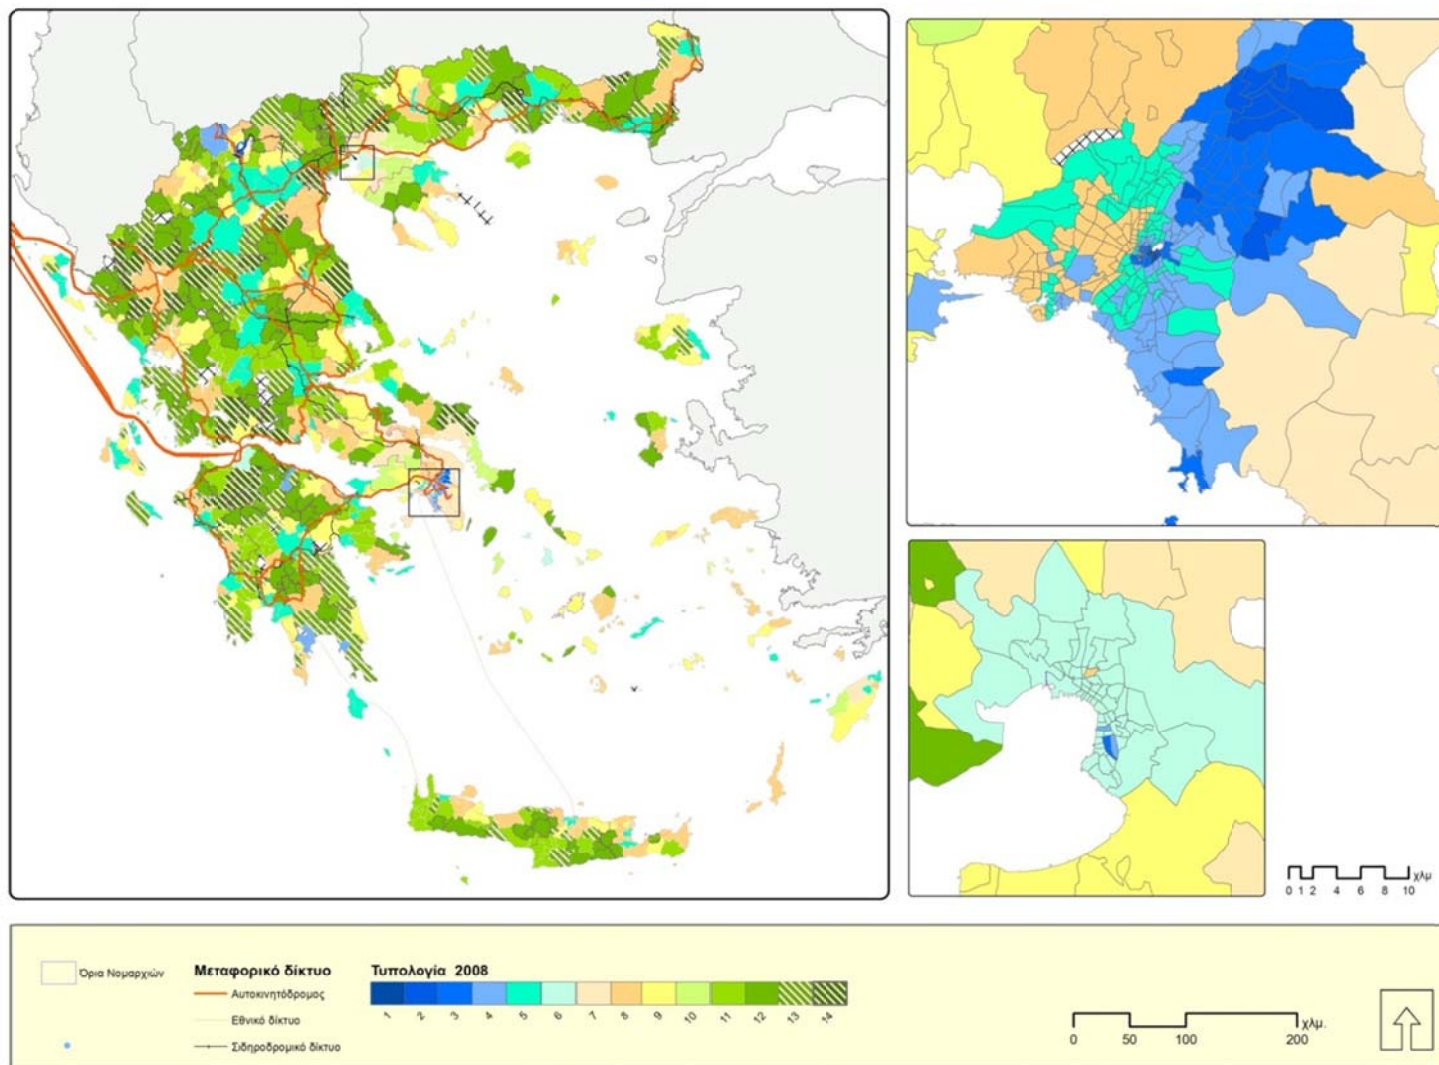 0 1 2 4 6 8 10 χλμ
Όρια Νομαρχιών
Μεταφορικό δίκτυο
Αυτοκινητόδρομος
Εθνικό δίκτυο
Σιδηροδρομικό δίκτυο
Τυπολογία 2008
1 2 3 4 5 6 7 8 9 10 11 12 13 14
0 50 100 200 χλμ.